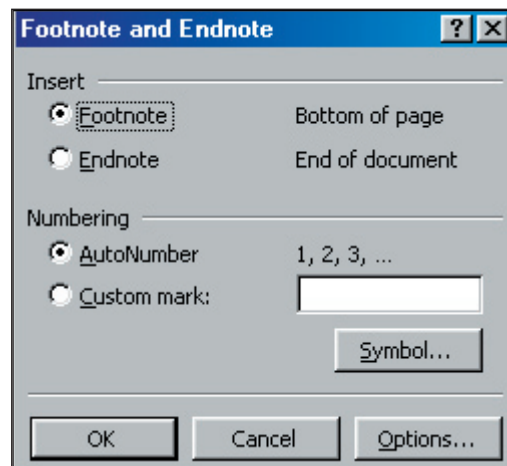 Footnote and Endnote ? ×
Insert
Footnote Bottom of page
Endnote End of document
Numbering
AutoNumber 1, 2, 3, ...
Custom mark:
Symbol...
OK Cancel Options...